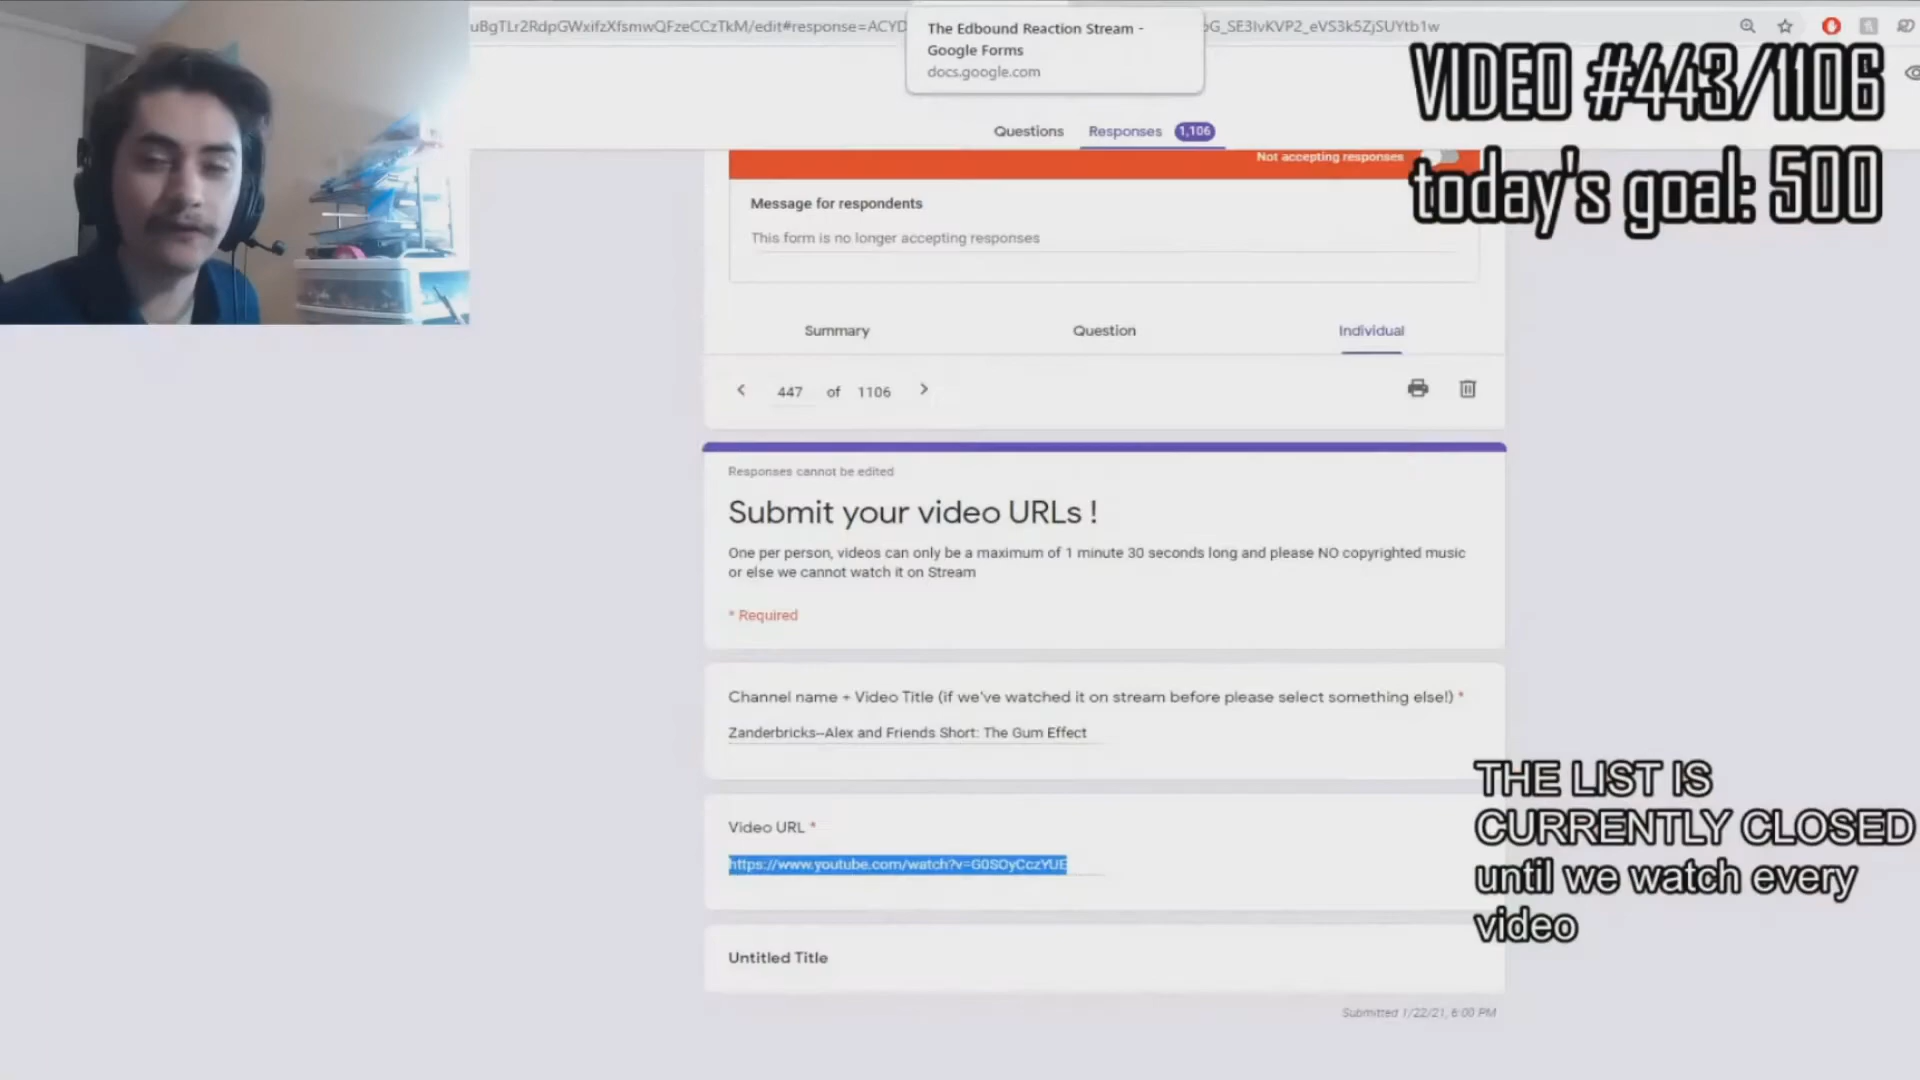 The Edbound Reaction Stream -
Google Forms
docs.google.com
VIDEO #443/1106
today's goal: 500
Questions
Responses
1,106
Not accepting responses
Message for respondents
This form is no longer accepting responses
Summary
Question
Individual
447 of 1106
Responses cannot be edited
Submit your video URLs !
One per person, videos can only be a maximum of 1 minute 30 seconds long and please NO copyrighted music
or else we cannot watch it on Stream
* Required
Channel name + Video Title (if we've watched it on stream before please select something else!) *
Zanderbricks--Alex and Friends Short: The Gum Effect
Video URL *
https://www.youtube.com/watch?v=G0SOyCczYUE
THE LIST IS
CURRENTLY CLOSED
until we watch every
video
Untitled Title
Submitted 1/22/21, 6:00 PM